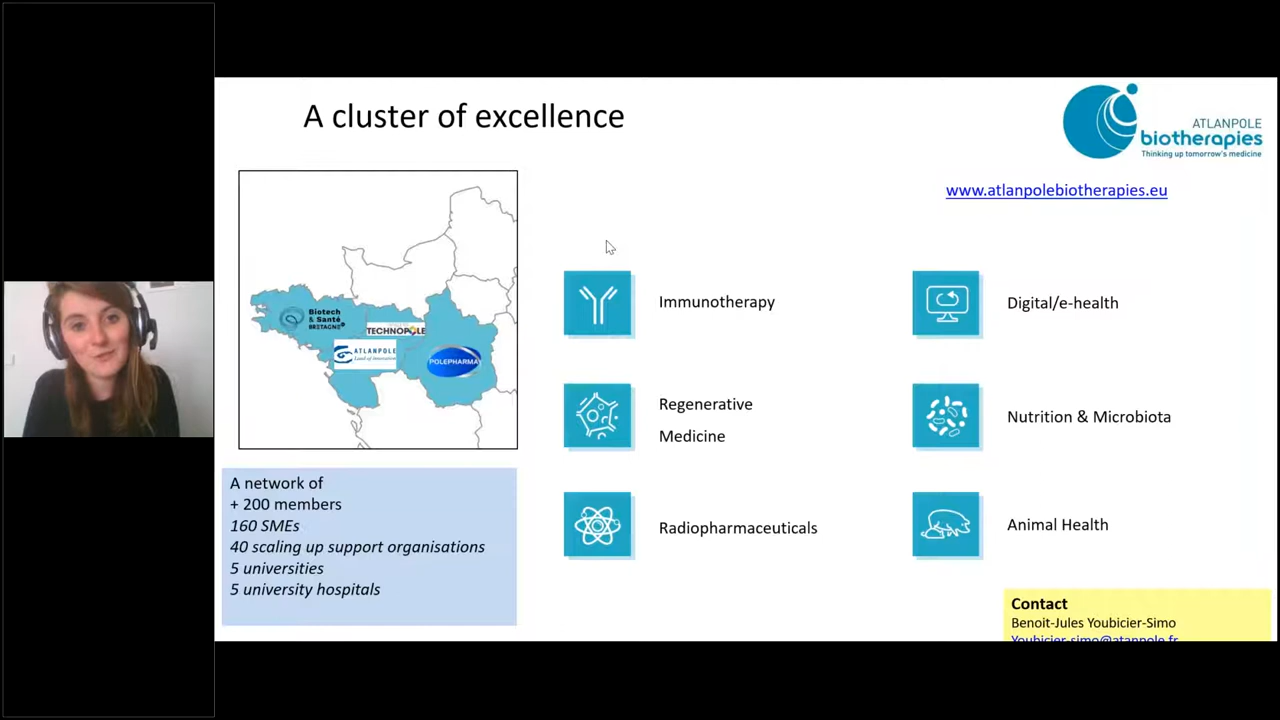 A cluster of excellence
ATLANPOLE
biotherapies
Thinking up tomorrow's medicine
www.atlanpolebiotherapies.eu
Biotech
& Santé
BRETAGNE
TECHNOPOLE
ATLANPOLE
Land of innovation
POLEPHARMA
Immunotherapy
Digital/e-health
Regenerative
Medicine
Nutrition & Microbiota
Radiopharmaceuticals
Animal Health
A network of
+ 200 members
160 SMEs
40 scaling up support organisations
5 universities
5 university hospitals
Contact
Benoit-Jules Youbicier-Simo
Youbicier-simo@atanpole.fr